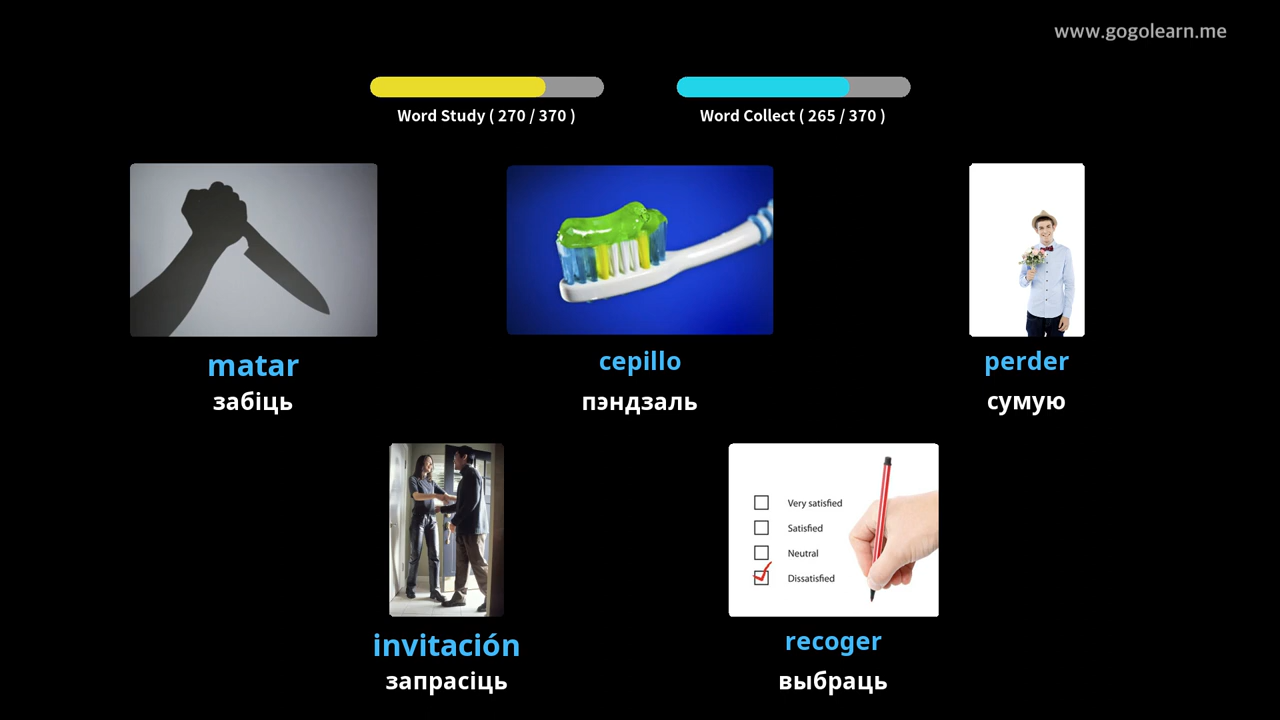 www.gogolearn.me
Word Study ( 270 / 370 )
Word Collect ( 265 / 370 )
matar
забіць
cepillo
пэндзаль
perder
сумую
Very satisfied
Satisfied
Neutral
Dissatisfied
invitación
запрасіць
recoger
выбраць